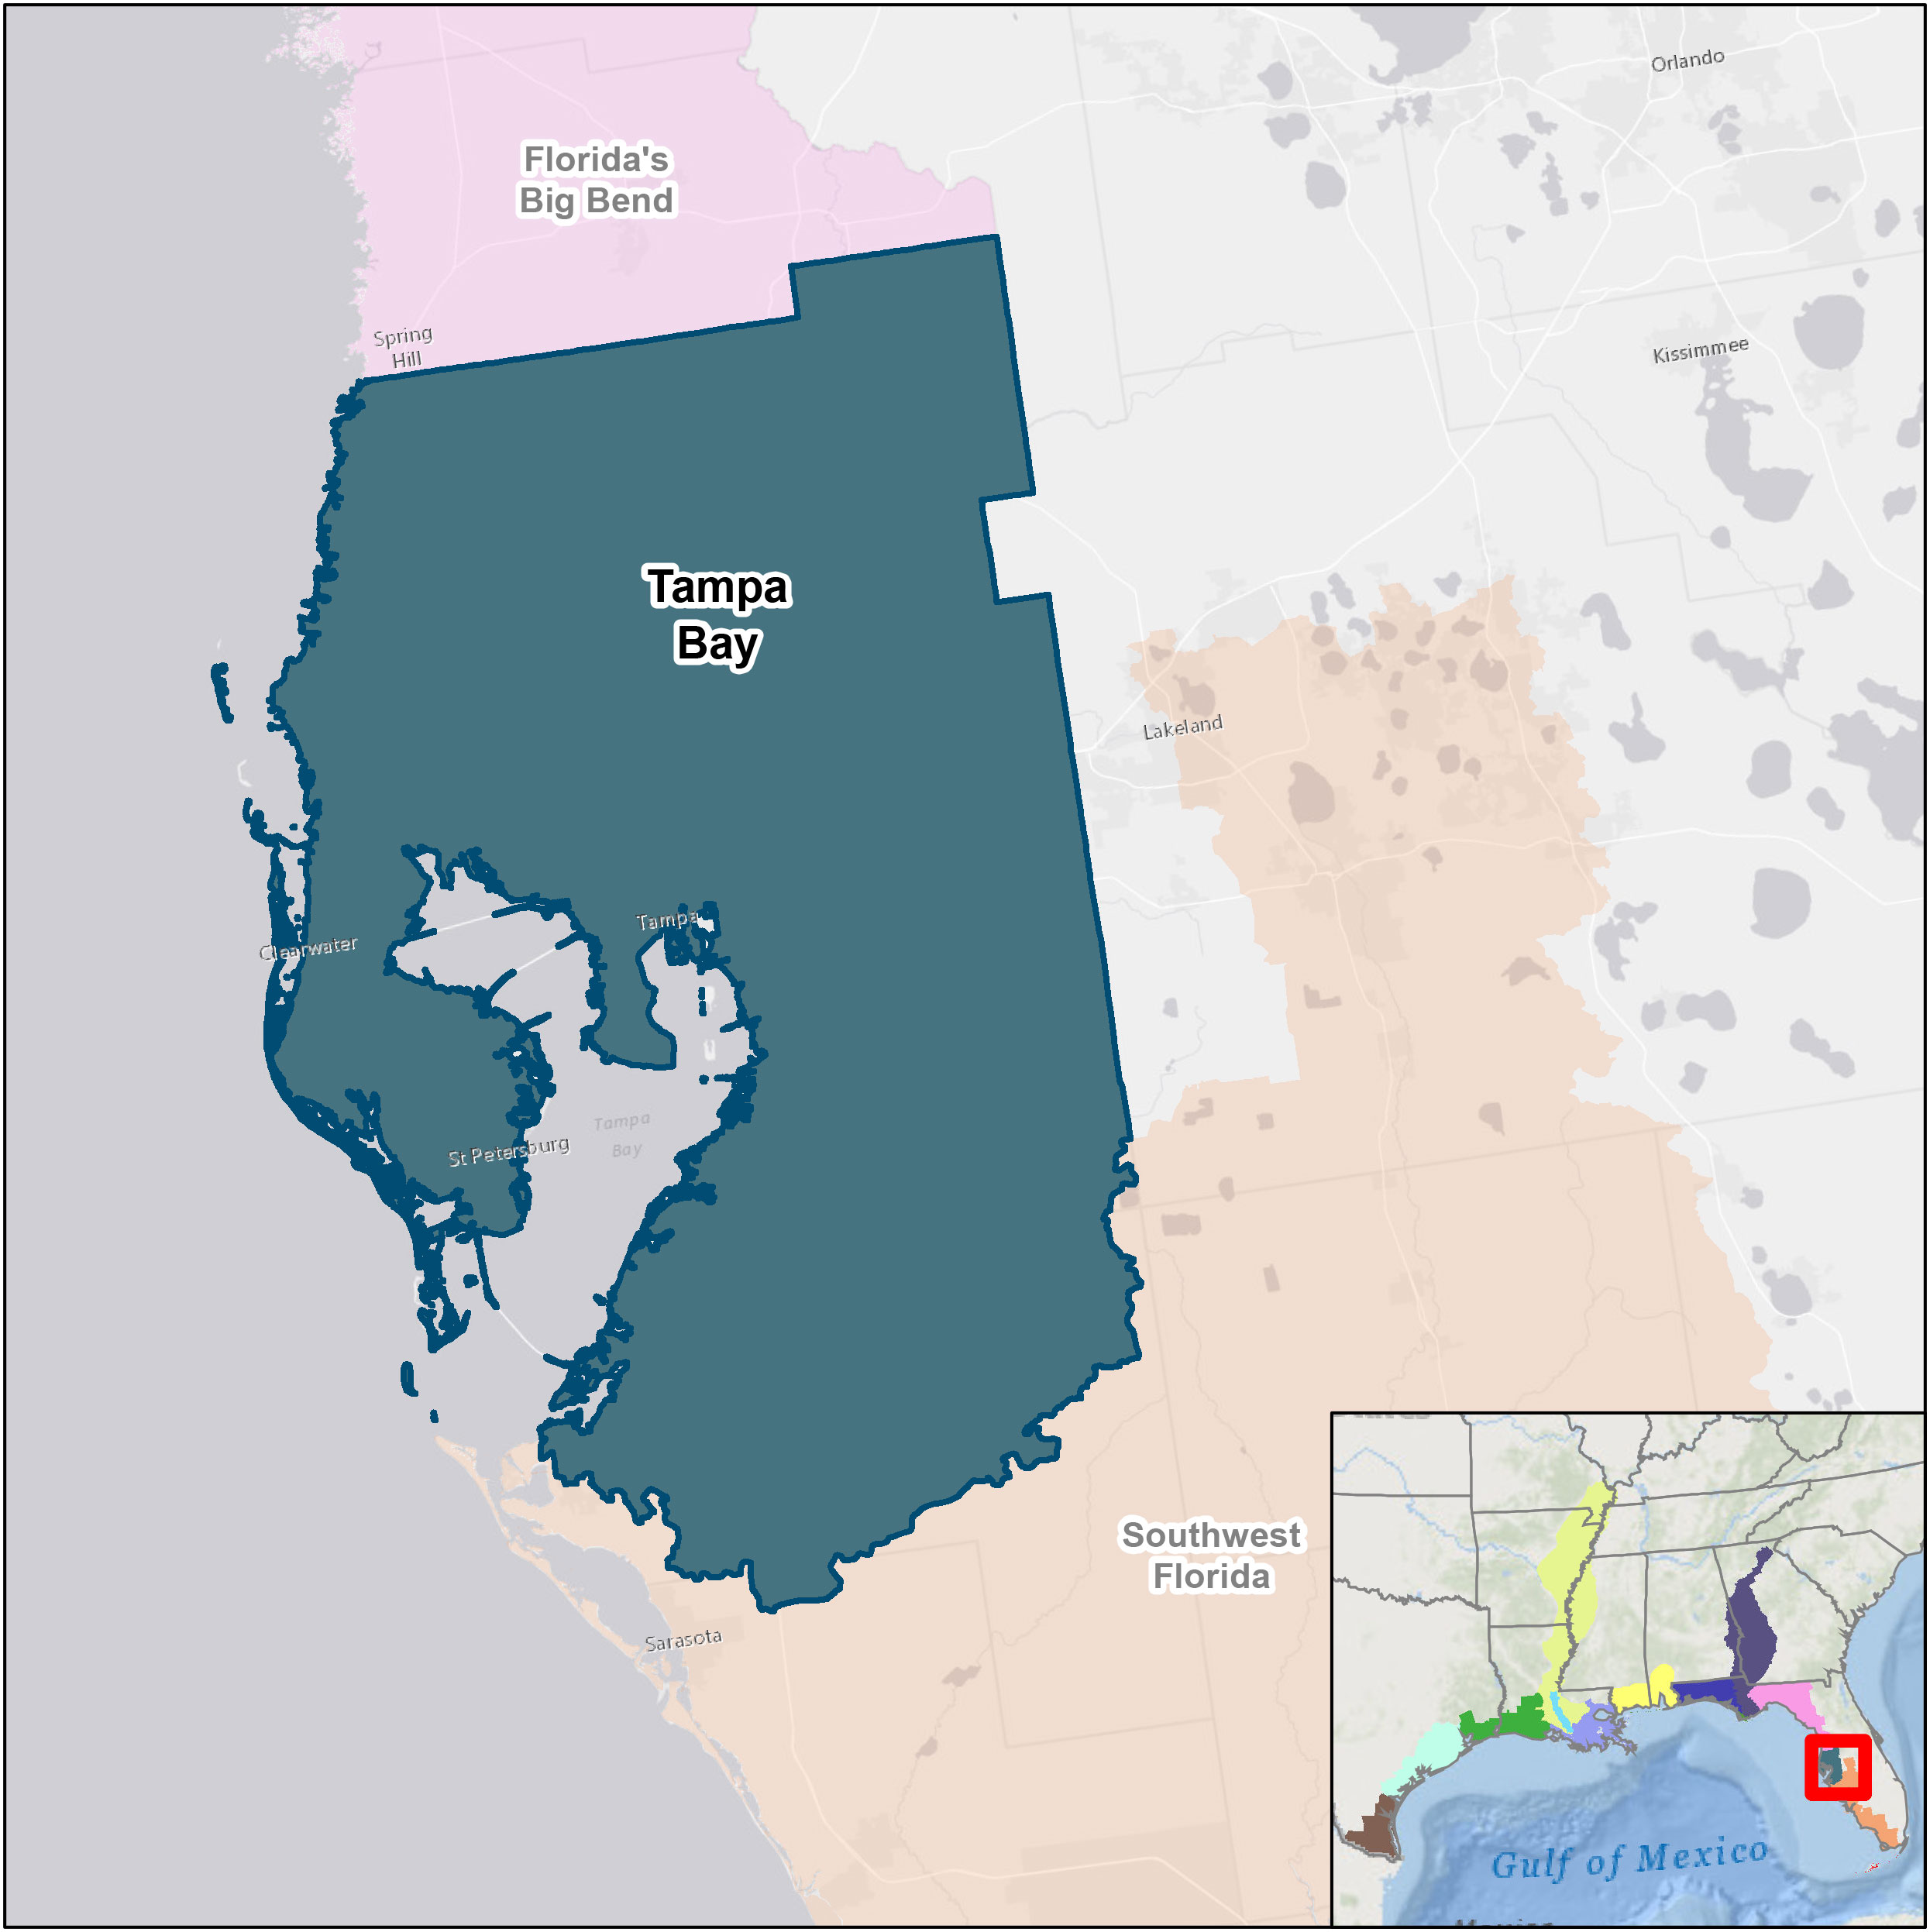 Orlando
Florida's
Big Bend
Spring
Hill
Kissimmee
Tampa
Bay
Lakeland
Tampa
Clearwater
Tampa
Bay
St Petersburg
Southwest
Florida
Sarasota
Gulf of Mexico